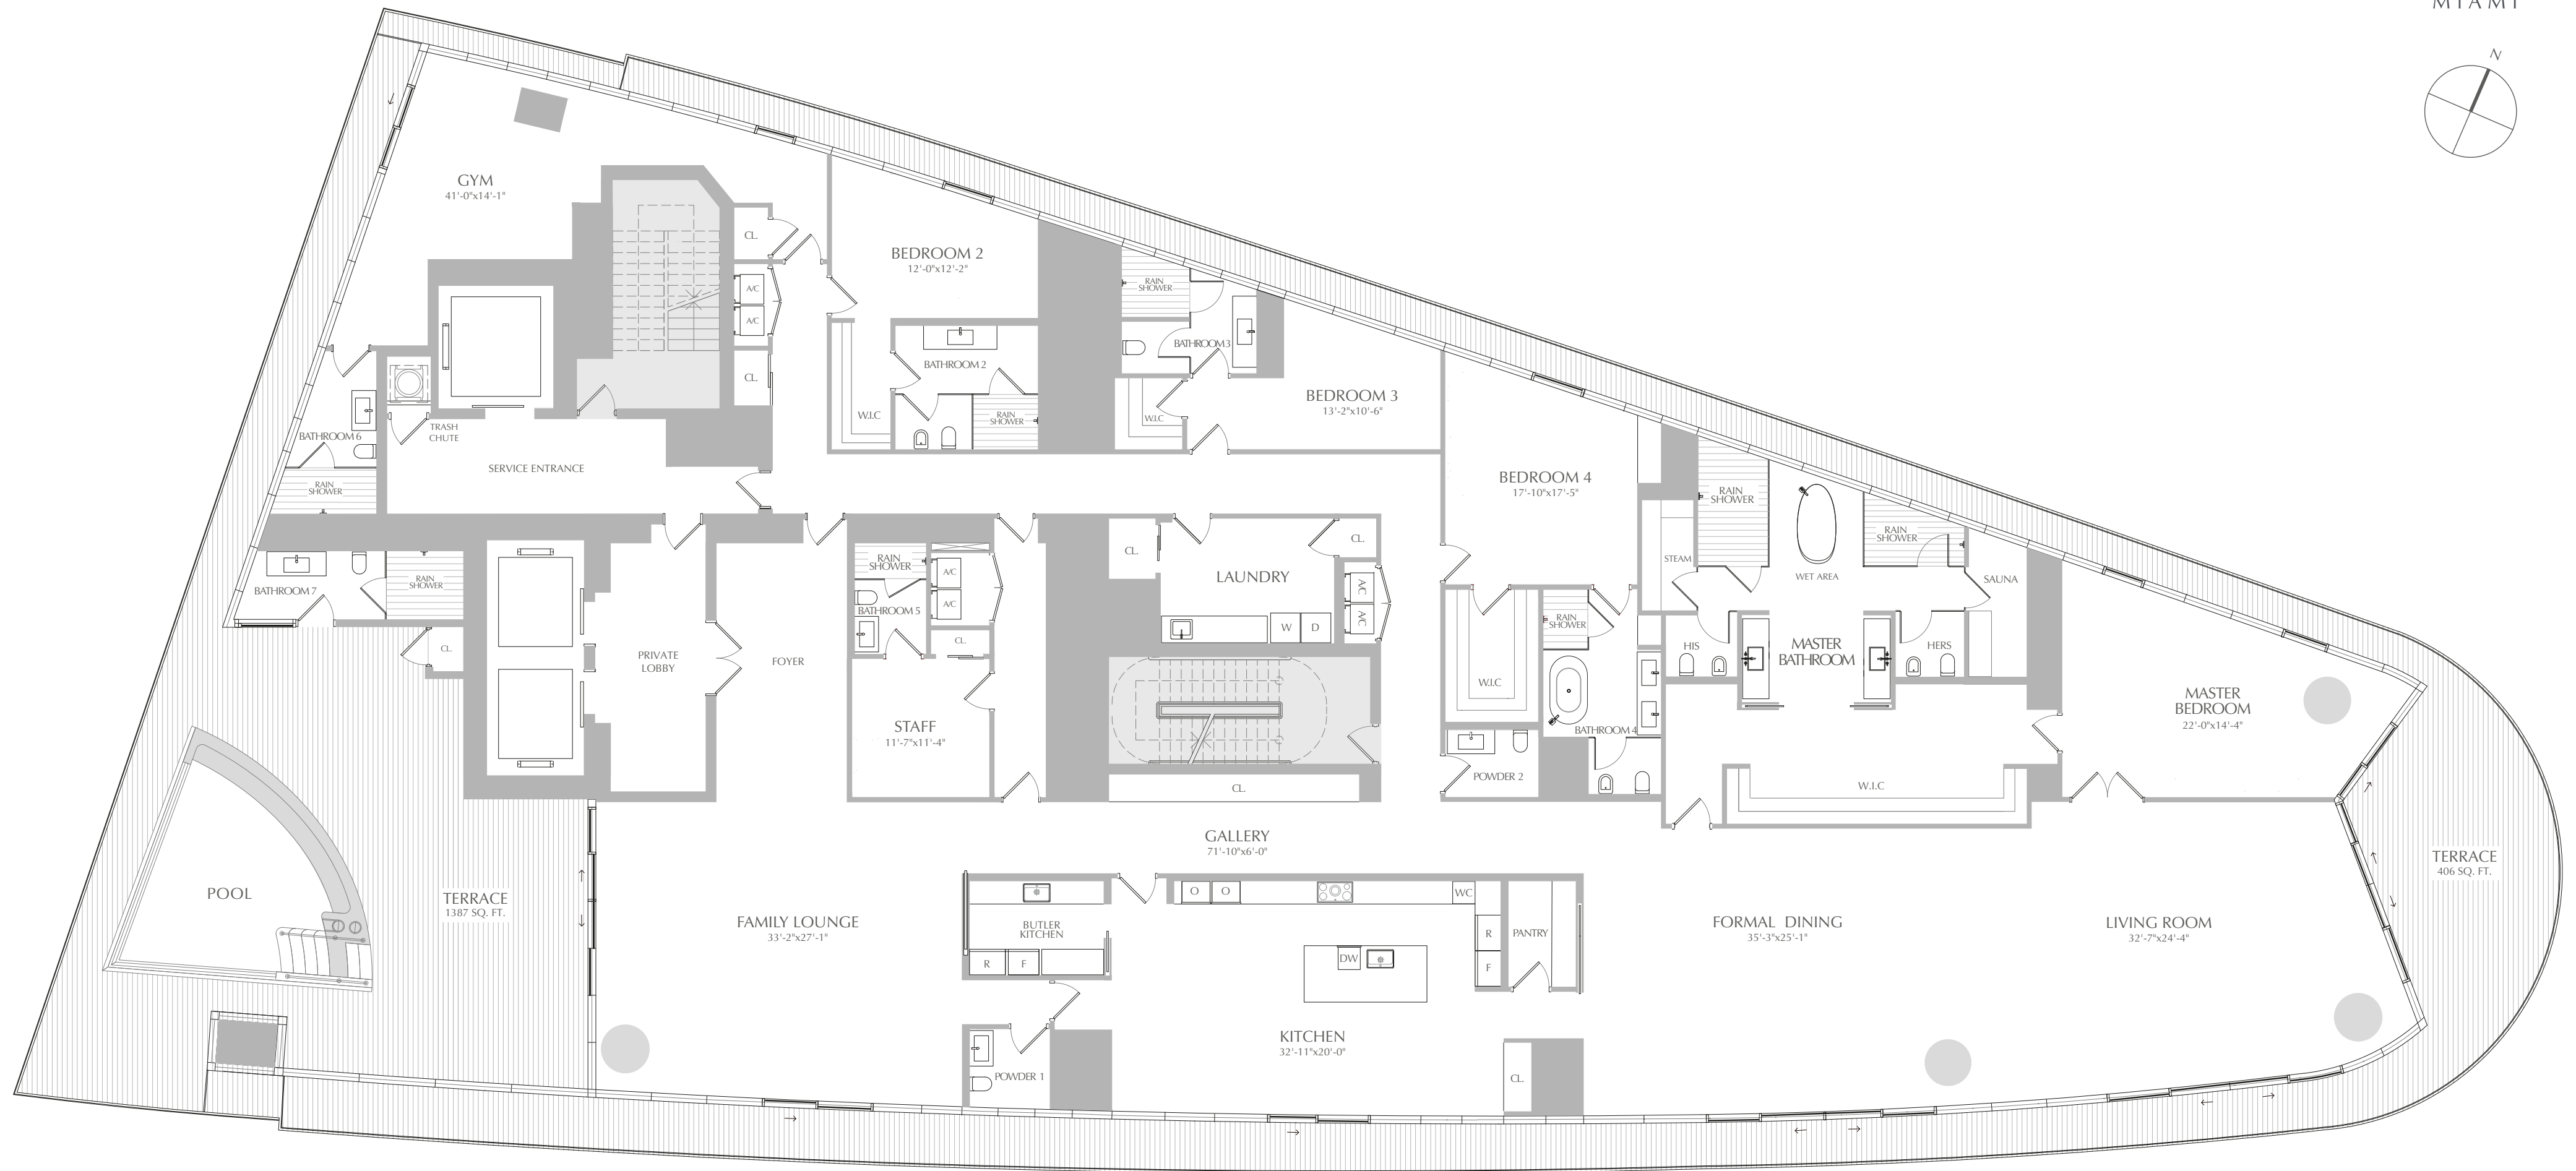 MIAMI
N
GYM
41'-0"x14'-1"
CL.
A/C
A/C
CL.
BEDROOM 2
12'-0"x12'-2"
BATHROOM 2
W.I.C
RAIN
SHOWER
RAIN
SHOWER
BATHROOM 3
W.I.C
BEDROOM 3
13'-2"x10'-6"
BATHROOM 6
RAIN
SHOWER
TRASH
CHUTE
SERVICE ENTRANCE
BEDROOM 4
17'-10"x17'-5"
RAIN
SHOWER
STEAM
WET AREA
RAIN
SHOWER
SAUNA
BATHROOM 7
RAIN
SHOWER
CL.
PRIVATE
LOBBY
FOYER
RAIN
SHOWER
BATHROOM 5
A/C
A/C
CL.
STAFF
11'-7"x11'-4"
CL.
LAUNDRY
CL.
A/C
A/C
W
D
CL.
W.I.C
RAIN
SHOWER
BATHROOM 4
POWDER 2
HIS
MASTER
BATHROOM
HERS
W.I.C
MASTER
BEDROOM
22'-0"x14'-4"
GALLERY
71'-10"x6'-0"
POOL
TERRACE
1387 SQ. FT.
FAMILY LOUNGE
33'-2"x27'-1"
BUTLER
KITCHEN
R
F
O
O
WC
R
F
PANTRY
DW
KITCHEN
32'-11"x20'-0"
POWDER 1
CL.
FORMAL DINING
35'-3"x25'-1"
LIVING ROOM
32'-7"x24'-4"
TERRACE
406 SQ. FT.